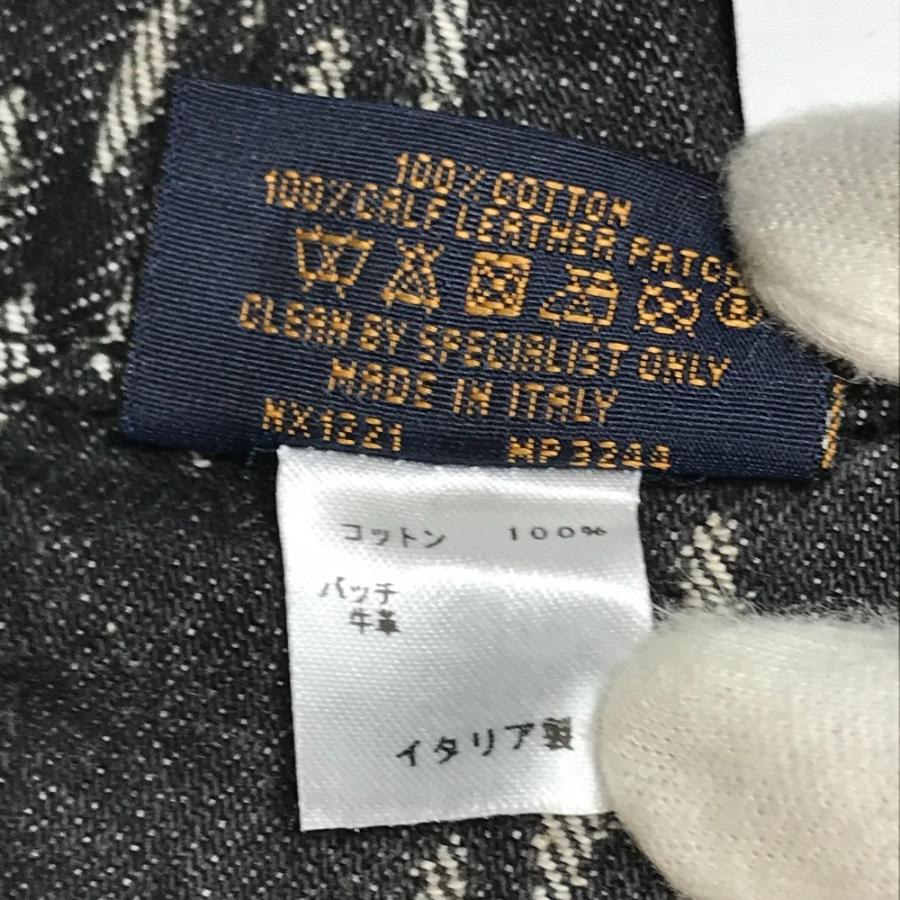 100% COTTON
100% CALF LEATHER PATCH
CLEAN BY SPECIALIST ONLY
MADE IN ITALY
NX1221 MP3244
コットン 100%
パッチ
牛革
イタリア製